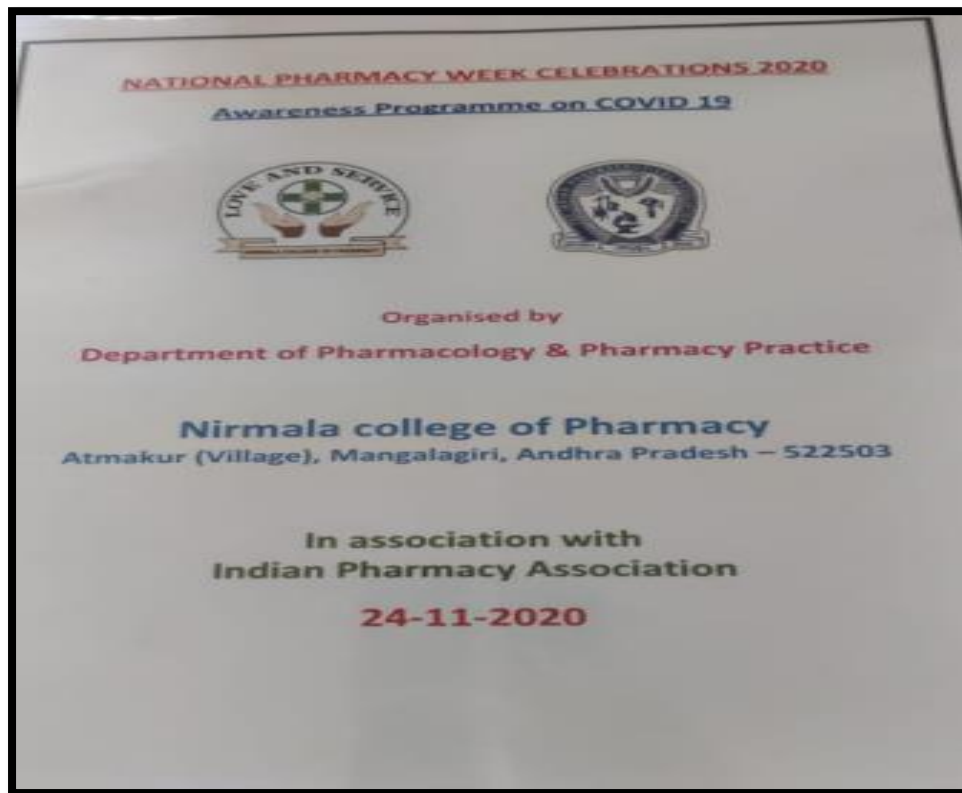 NATIONAL PHARMACY WEEK CELEBRATIONS 2020
Awareness Programme on COVID 19
LOVE AND SERVICE
Organised by
Department of Pharmacology & Pharmacy Practice
Nirmala college of Pharmacy
Atmakur (Village), Mangalagiri, Andhra Pradesh – 522503
In association with
Indian Pharmacy Association
24-11-2020